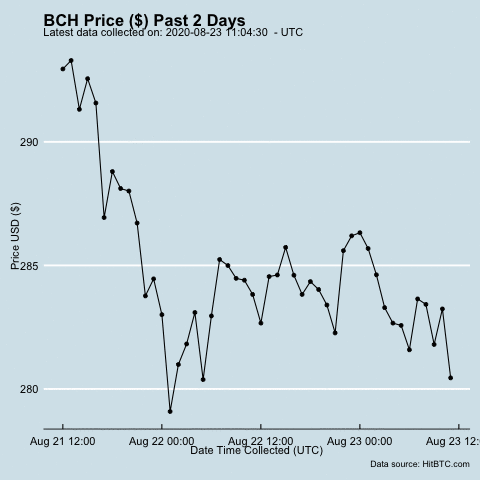 BCH Price ($) Past 2 Days
Latest data collected on: 2020-08-23 11:04:30  - UTC
290
285
280
Price USD ($)
Aug 21 12:00 Aug 22 00:00 Aug 22 12:00 Aug 23 00:00 Aug 23 12:
Date Time Collected (UTC)
Data source: HitBTC.com